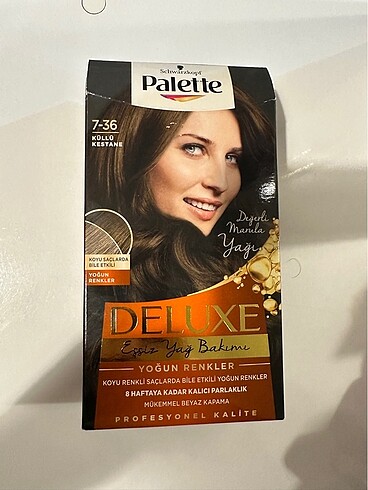 Schwarzkopf
Palette
7-36
KÜLLÜ
KESTANE
Değerli
Marula
Yağı
KOYU SAÇLARDA
BİLE ETKİLİ
YOĞUN
RENKLER
DELUXE
Eşsiz Yağ Bakımı
YOĞUN RENKLER
KOYU RENKLİ SAÇLARDA BİLE ETKİLİ YOĞUN RENKLER
8 HAFTAYA KADAR KALICI PARLAKLIK
MÜKEMMEL BEYAZ KAPAMA
PROFESYONEL KALİTE